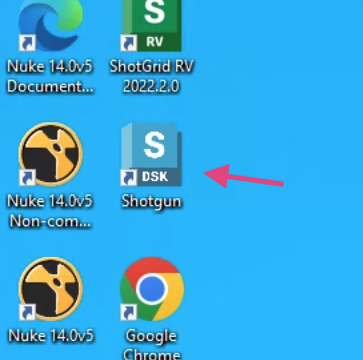 S
RV
Nuke 14.0v5
Document...
ShotGrid RV
2022.2.0
S
DSK
Nuke 14.0v5
Non-com...
Shotgun
Nuke 14.0v5
Google
Chrome